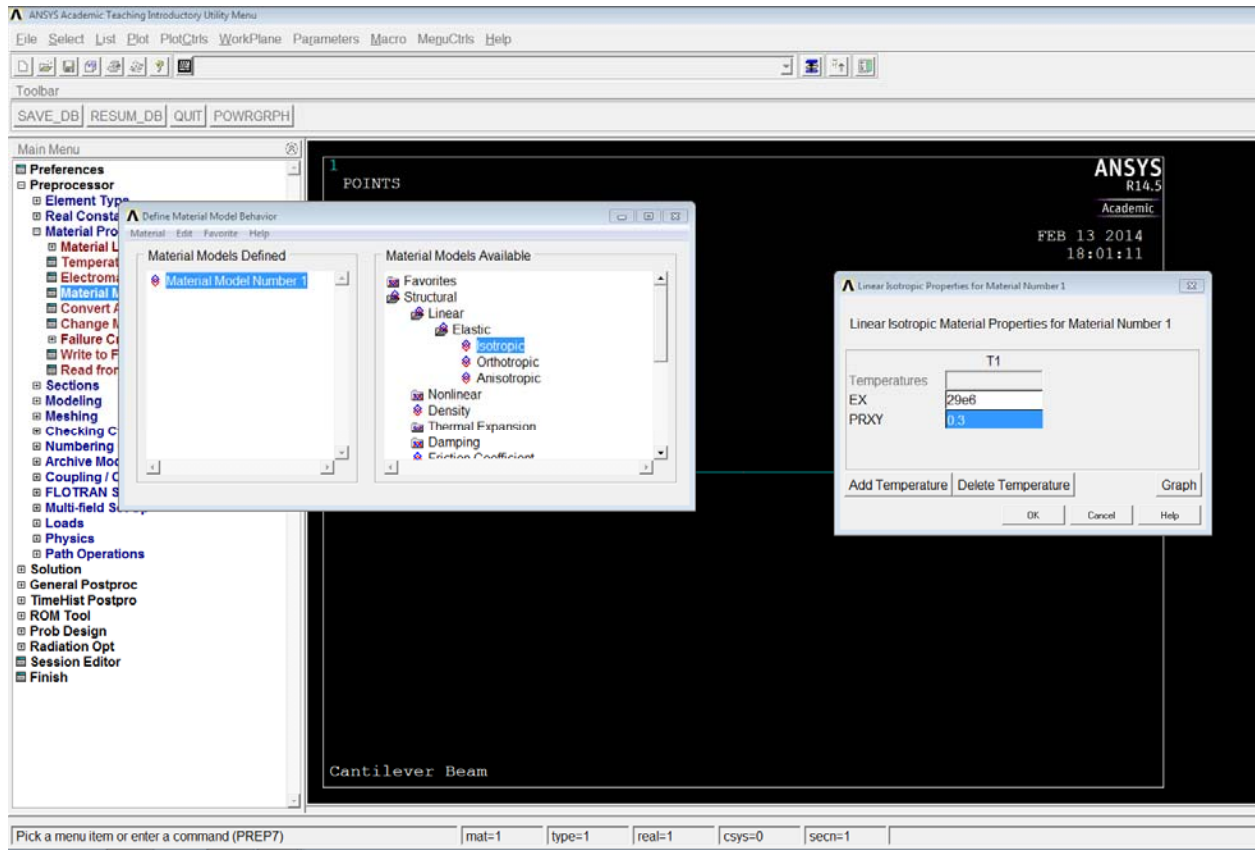 ANSYS Academic Teaching Introductory Utility Menu
File Select List Plot PlotCtrls WorkPlane Parameters Macro MenuCtrls Help
Toolbar
SAVE_DB RESUM_DB QUIT POWRGRPH
Main Menu
Preferences
Preprocessor
Element Type
Real Consta
Material Pro
Material L
Temperat
Electroma
Material M
Convert A
Change M
Failure Cr
Write to F
Read from
Sections
Modeling
Meshing
Checking C
Numbering
Archive Mod
Coupling / C
FLOTRAN S
Multi-field Set Up
Loads
Physics
Path Operations
Solution
General Postproc
TimeHist Postpro
ROM Tool
Prob Design
Radiation Opt
Session Editor
Finish
1
POINTS
ANSYS
R14.5
Academic
FEB 13 2014
18:01:11
Define Material Model Behavior
Material Edit Favorite Help
Material Models Defined
Material Model Number 1
Material Models Available
Favorites
Structural
Linear
Elastic
Isotropic
Orthotropic
Anisotropic
Nonlinear
Density
Thermal Expansion
Damping
Friction Coefficient
Linear Isotropic Properties for Material Number 1
Linear Isotropic Material Properties for Material Number 1
T1
Temperatures
EX 29e6
PRXY 0.3
Add Temperature Delete Temperature Graph
OK Cancel Help
Cantilever Beam
Pick a menu item or enter a command (PREP7) mat=1 type=1 real=1 csys=0 secn=1